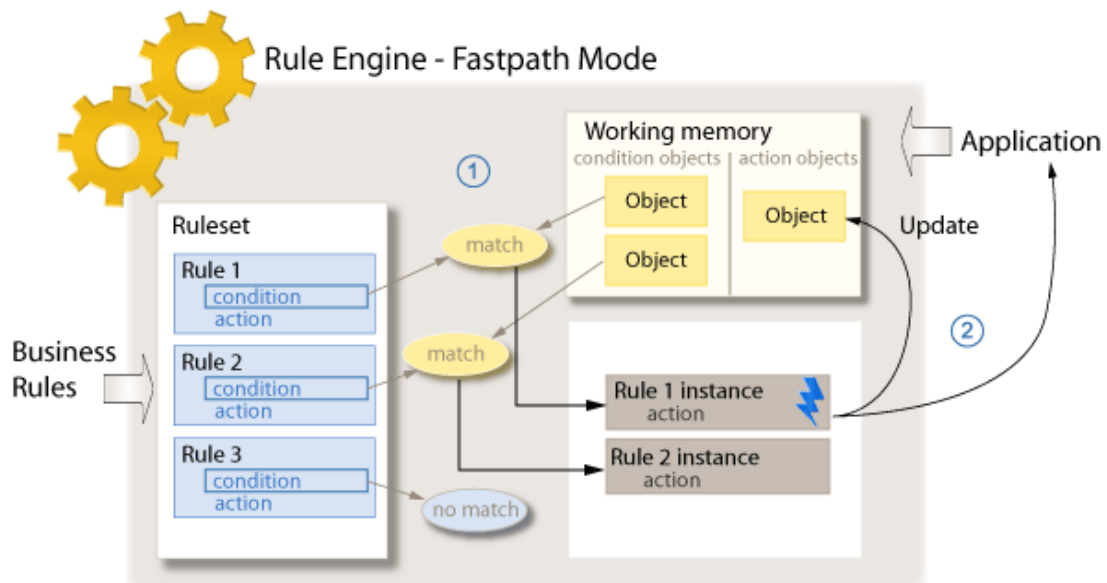 Rule Engine - Fastpath Mode
Working memory
condition objects
action objects
Object
Object
Object
Application
Update
1
Ruleset
Rule 1
condition
action
match
Business
Rules
Rule 2
condition
action
match
Rule 3
condition
action
no match
Rule 1 instance
action
Rule 2 instance
action
2